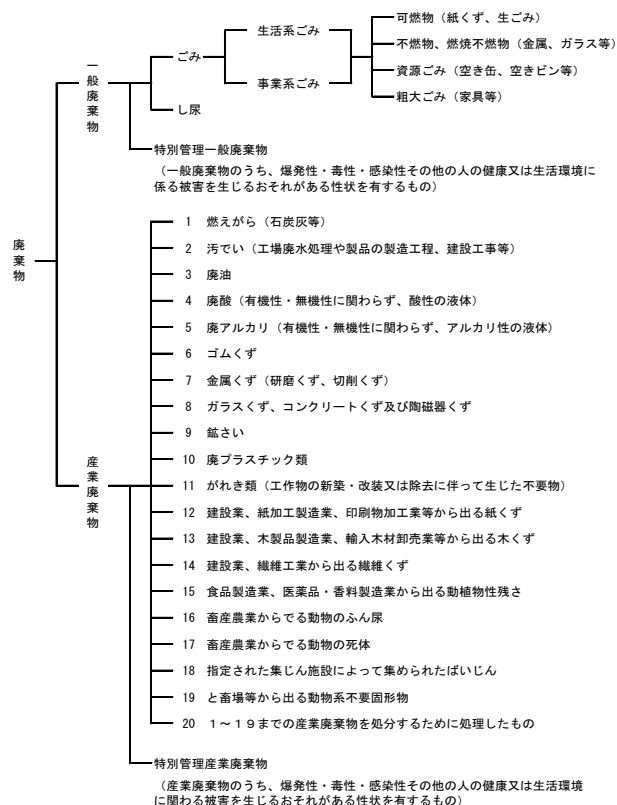 廃棄物
一般廃棄物
ごみ
生活系ごみ
事業系ごみ
可燃物（紙くず、生ごみ）
不燃物、燃焼不燃物（金属、ガラス等）
資源ごみ（空き缶、空きビン等）
粗大ごみ（家具等）
し尿
特別管理一般廃棄物
（一般廃棄物のうち、爆発性・毒性・感染性その他の人の健康又は生活環境に
係る被害を生じるおそれがある性状を有するもの）
産業廃棄物
1 燃えがら（石炭灰等）
2 汚でい（工場廃水処理や製品の製造工程、建設工事等）
3 廃油
4 廃酸（有機性・無機性に関わらず、酸性の液体）
5 廃アルカリ（有機性・無機性に関わらず、アルカリ性の液体）
6 ゴムくず
7 金属くず（研磨くず、切削くず）
8 ガラスくず、コンクリートくず及び陶磁器くず
9 鉱さい
10 廃プラスチック類
11 がれき類（工作物の新築・改装又は除去に伴って生じた不要物）
12 建設業、紙加工製造業、印刷物加工業等から出る紙くず
13 建設業、木製品製造業、輸入木材卸売業等から出る木くず
14 建設業、繊維工業から出る繊維くず
15 食品製造業、医薬品・香料製造業から出る動植物性残さ
16 畜産農業からでる動物のふん尿
17 畜産農業からでる動物の死体
18 指定された集じん施設によって集められたばいじん
19 と畜場等から出る動物系不要固形物
20 １～１９までの産業廃棄物を処分するために処理したもの
特別管理産業廃棄物
（産業廃棄物のうち、爆発性・毒性・感染性その他の人の健康又は生活環境
に関わる被害を生じるおそれがある性状を有するもの）